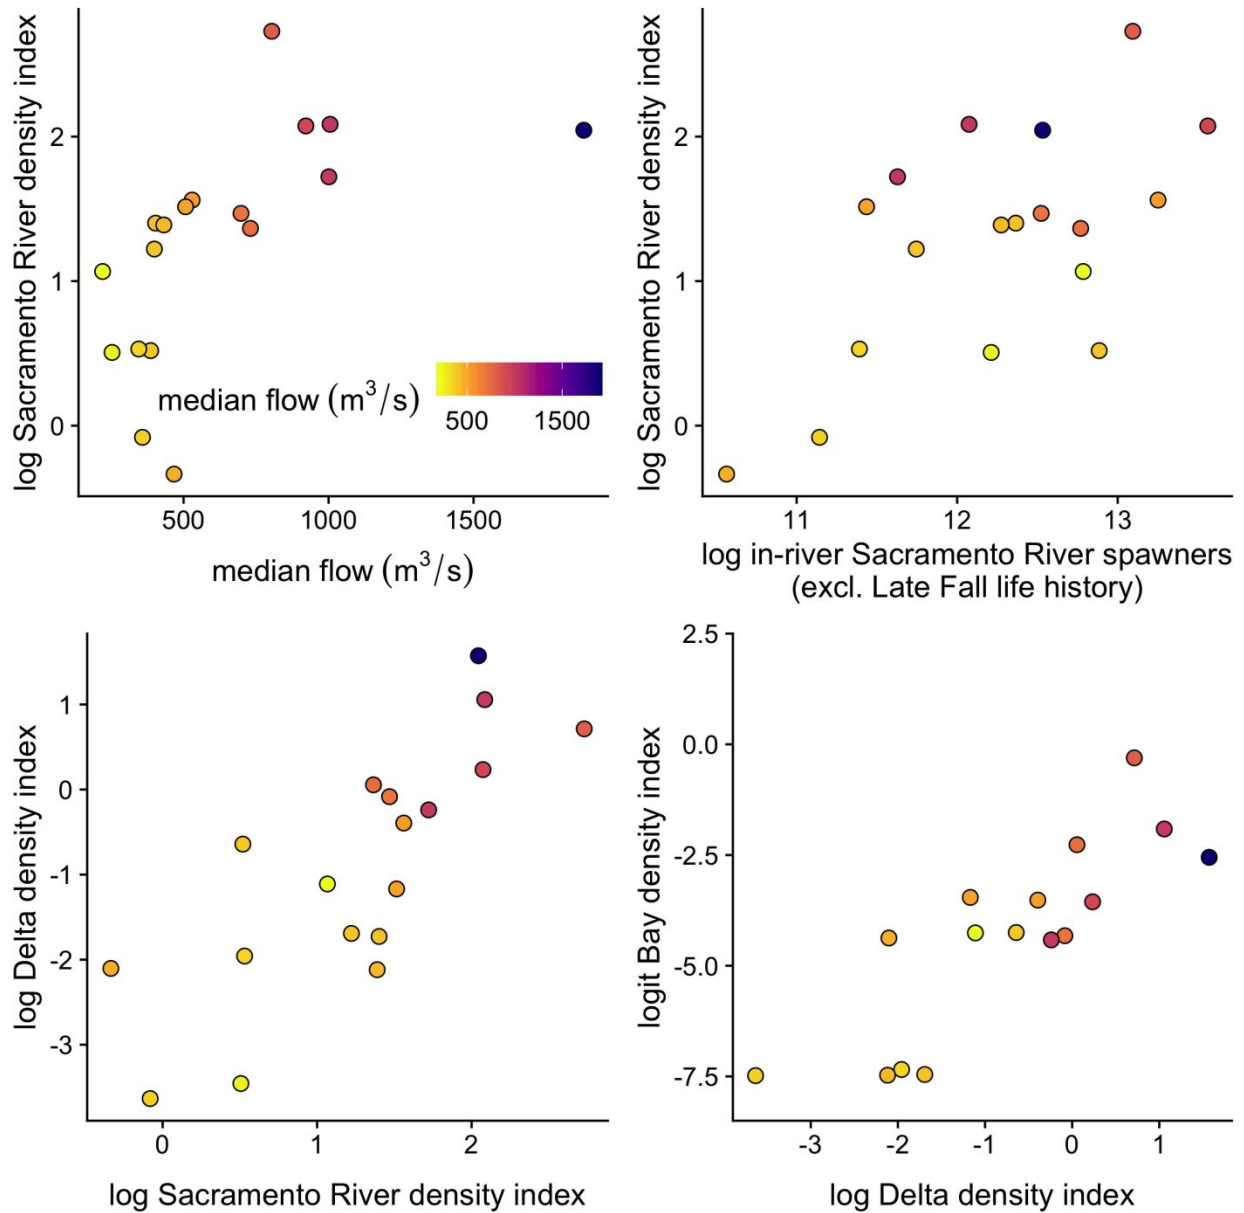 log Sacramento River density index
2
1
0
median flow (m³/s)
500 1500
500 1000 1500
median flow (m³/s)
log Sacramento River density index
2
1
0
11 12 13
log in-river Sacramento River spawners
(excl. Late Fall life history)
log Delta density index
1
0
-1
-2
-3
0 1 2
log Sacramento River density index
logit Bay density index
2.5
0.0
-2.5
-5.0
-7.5
-3 -2 -1 0 1
log Delta density index